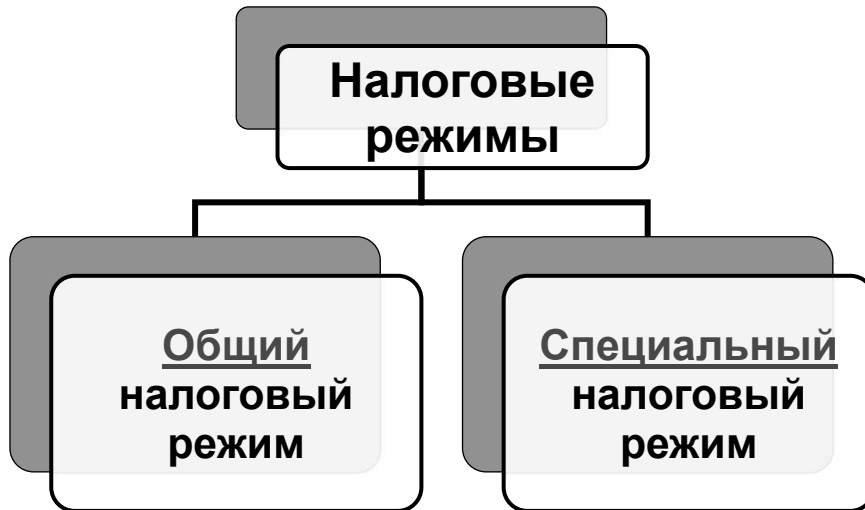 Налоговые
режимы
Общий
налоговый
режим
Специальный
налоговый
режим